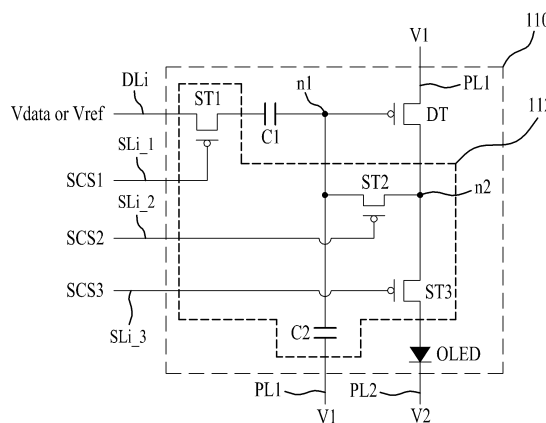 V1
110
DLi
ST1
n1
PL1
Vdata or Vref
C1
DT
SLi_1
SCS1
ST2
n2
SLi_2
SCS2
SCS3
ST3
SLi_3
C2
OLED
PL1
PL2
V1
V2